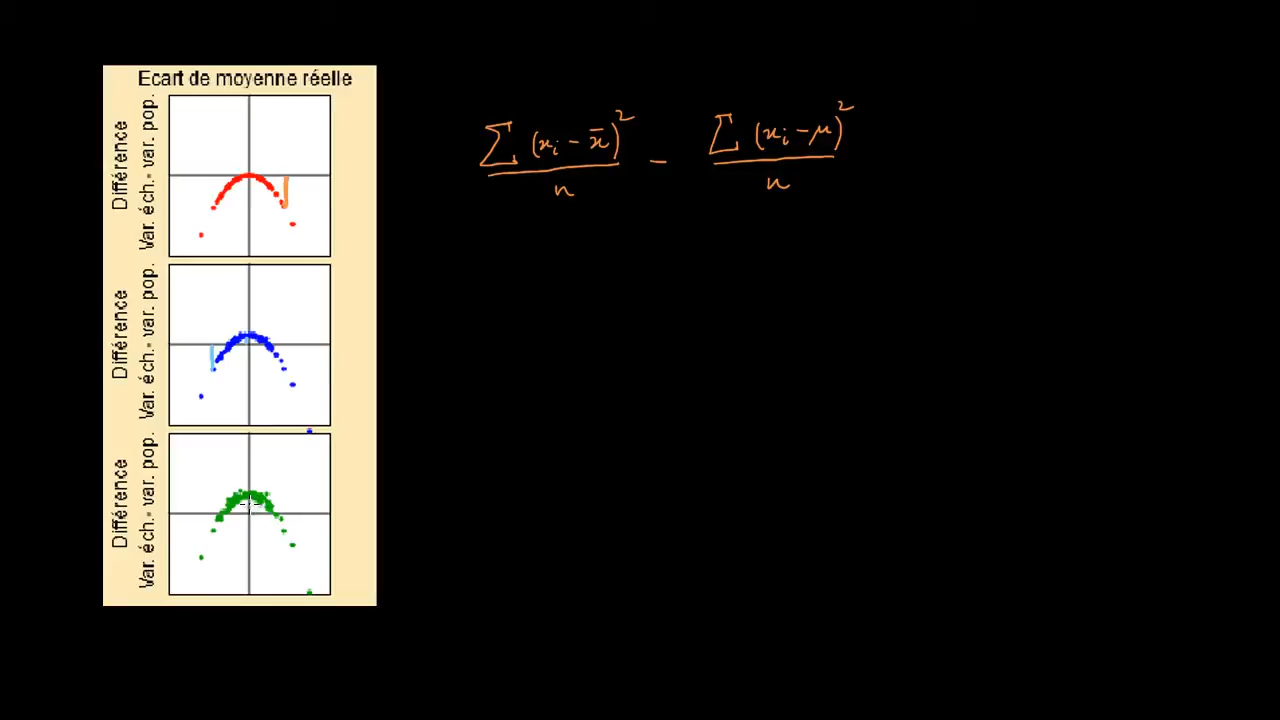 Ecart de moyenne réelle
Différence
Var. éch.- var. pop.
Différence
Var. éch.- var. pop.
Différence
Var. éch.- var. pop.
∑ (xᵢ - x̄)² / n - ∑ (xᵢ - μ)² / n